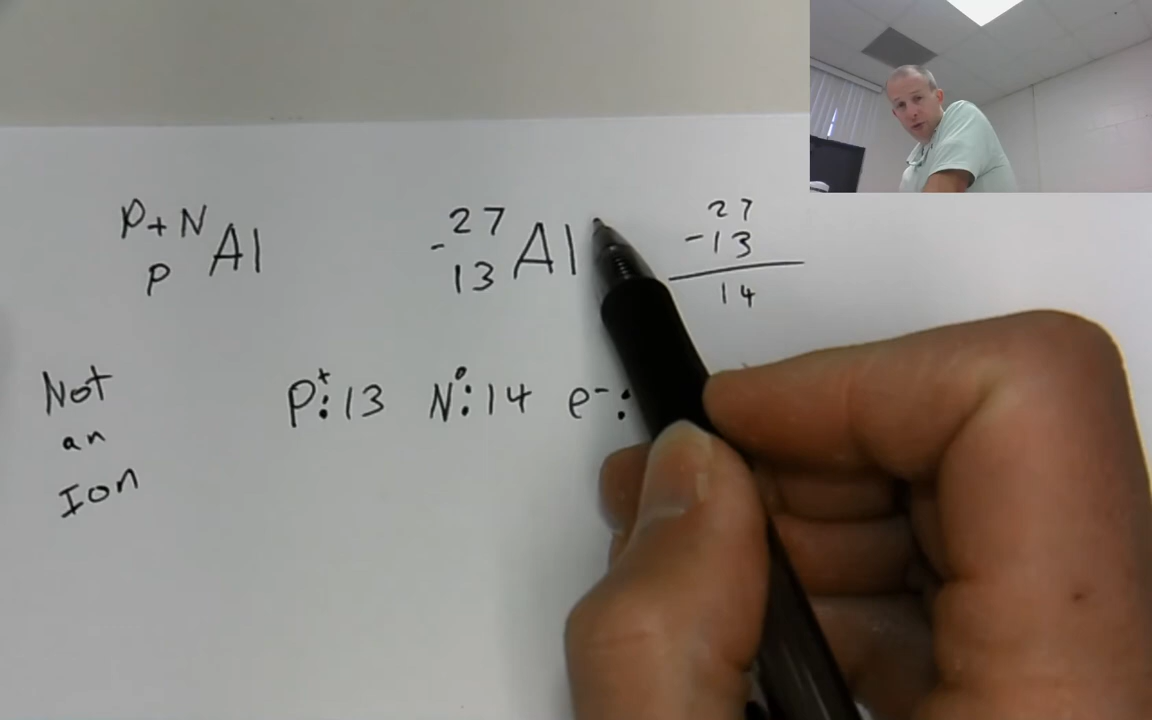 P+N Al
P
-27 Al
13
27
-13
14
Not
an
Ion
P⁺: 13 N°: 14 e⁻: